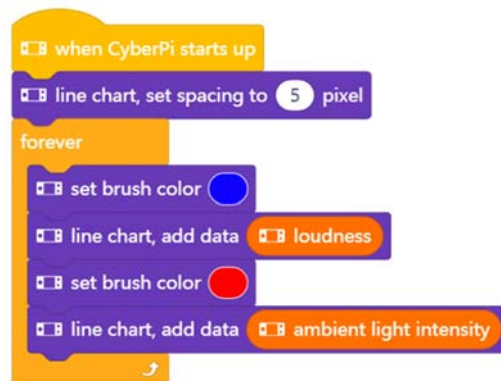 when CyberPi starts up
line chart, set spacing to 5 pixel
forever
set brush color
line chart, add data loudness
set brush color
line chart, add data ambient light intensity